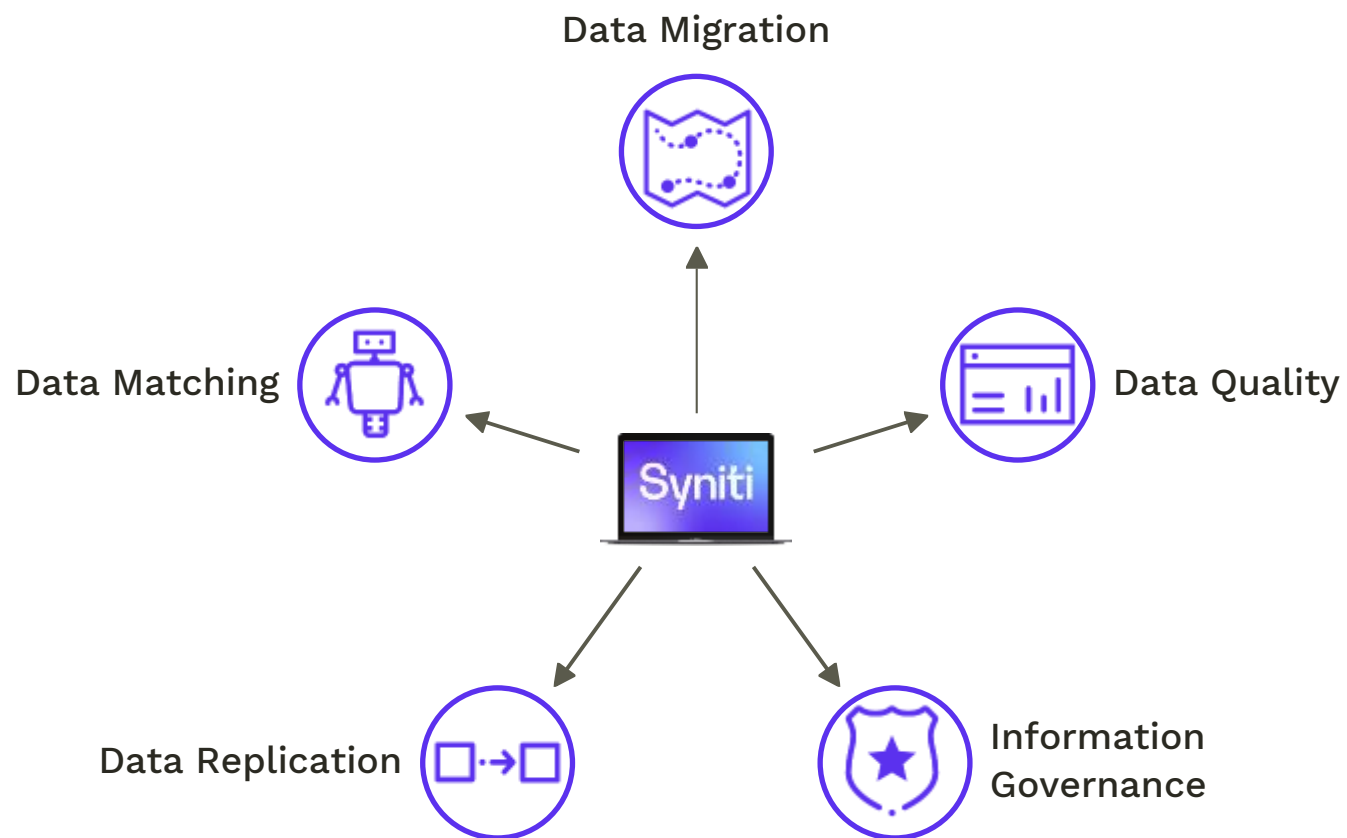 Data Migration
Data Matching
Data Quality
Syniti
Data Replication
Information
Governance